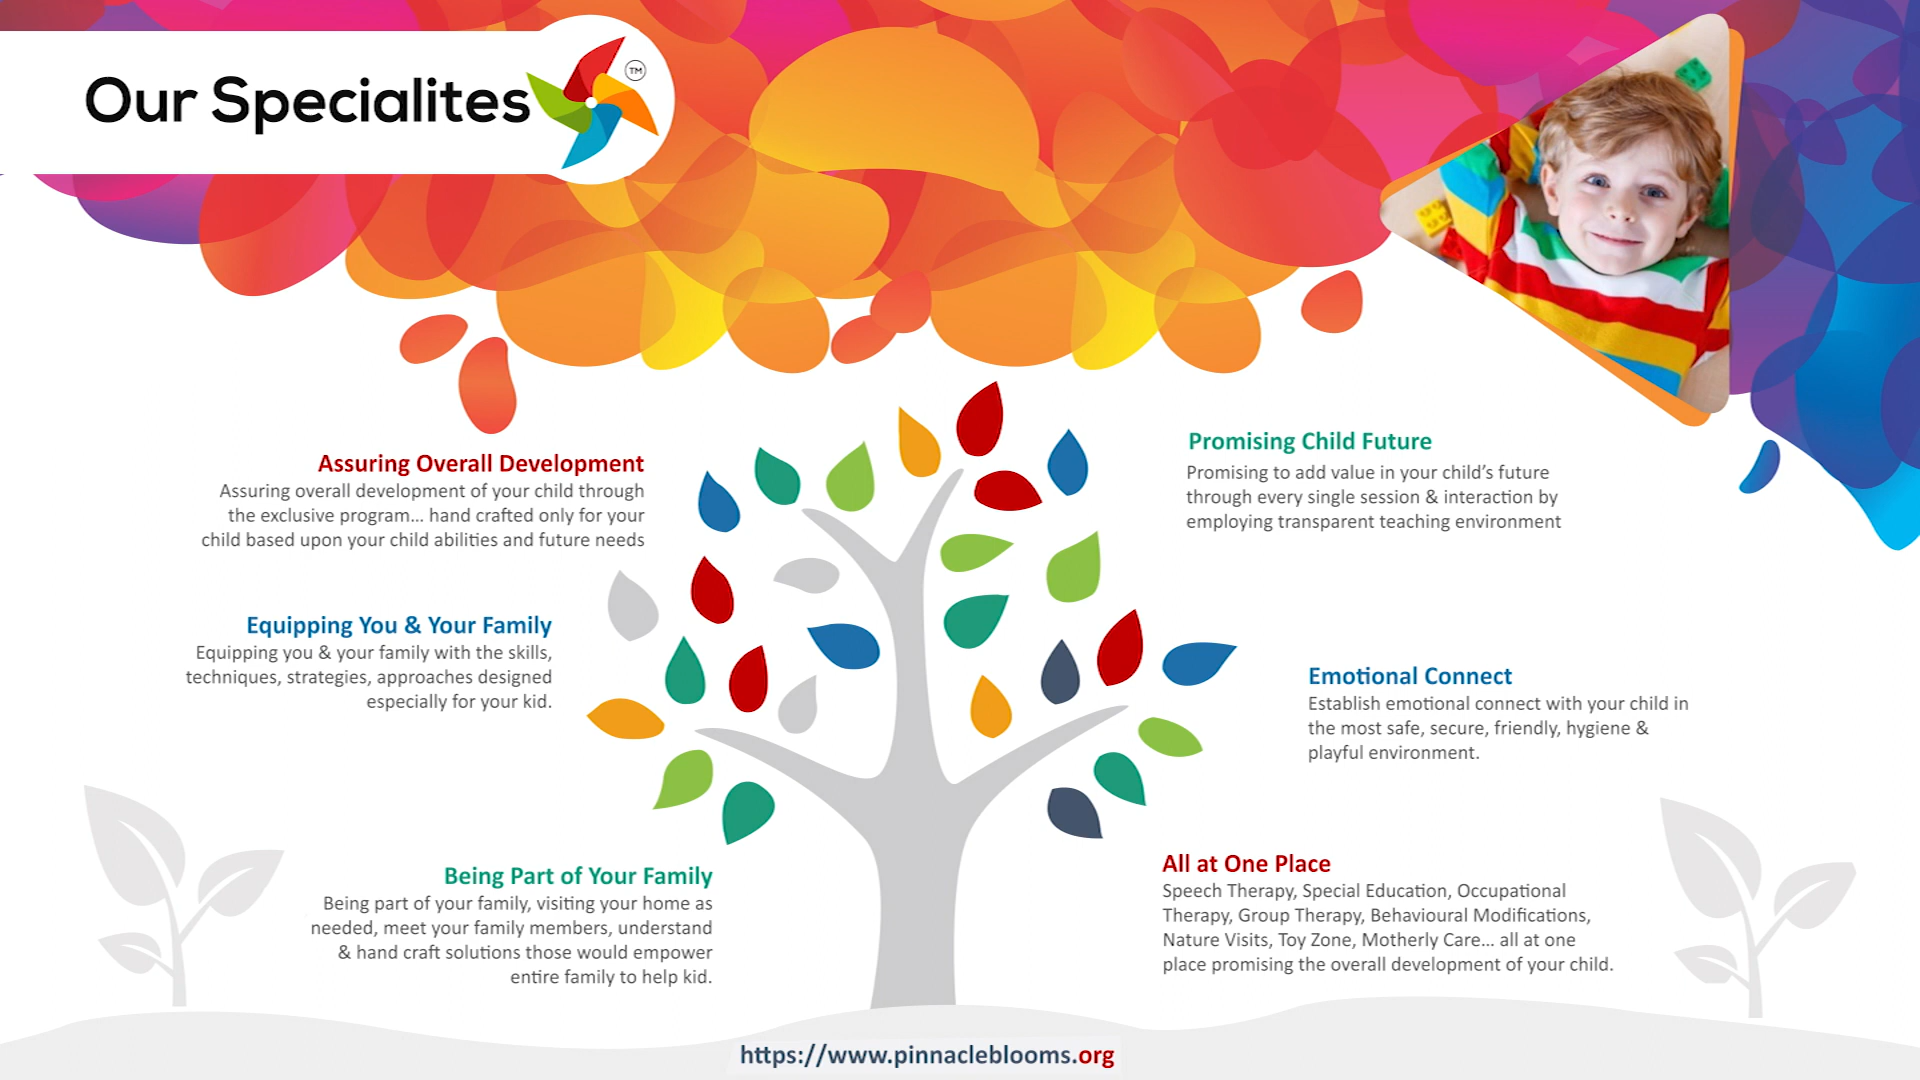 Our Specialites
TM
Assuring Overall Development
Assuring overall development of your child through
the exclusive program... hand crafted only for your
child based upon your child abilities and future needs
Equipping You & Your Family
Equipping you & your family with the skills,
techniques, strategies, approaches designed
especially for your kid.
Being Part of Your Family
Being part of your family, visiting your home as
needed, meet your family members, understand
& hand craft solutions those would empower
entire family to help kid.
Promising Child Future
Promising to add value in your child's future
through every single session & interaction by
employing transparent teaching environment
Emotional Connect
Establish emotional connect with your child in
the most safe, secure, friendly, hygiene &
playful environment.
All at One Place
Speech Therapy, Special Education, Occupational
Therapy, Group Therapy, Behavioural Modifications,
Nature Visits, Toy Zone, Motherly Care... all at one
place promising the overall development of your child.
https://www.pinnacleblooms.org